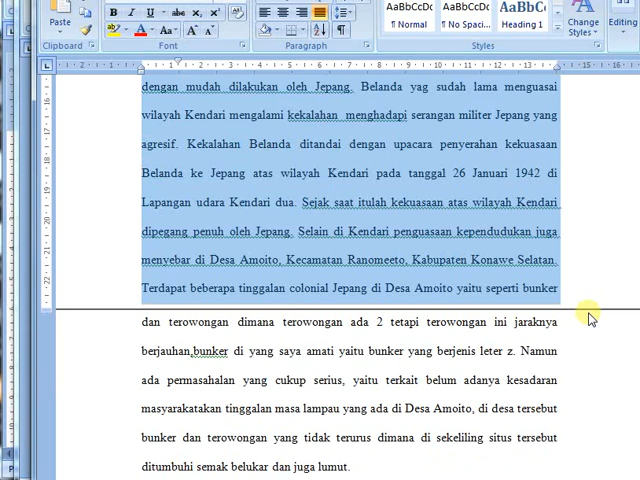 Paste
B I U abc x₂ x²
Aa A A
Clipboard Font Paragraph Styles
AaBbCcDc AaBbCcDc AaBbC
¶ Normal ¶ No Spaci... Heading 1
Change Styles
Editing
dengan mudah dilakukan oleh Jepang. Belanda yag sudah lama menguasai
wilayah Kendari mengalami kekalahan menghadapi serangan militer Jepang yang
agresif. Kekalahan Belanda ditandai dengan upacara penyerahan kekuasaan
Belanda ke Jepang atas wilayah Kendari pada tanggal 26 Januari 1942 di
Lapangan udara Kendari dua. Sejak saat itulah kekuasaan atas wilayah Kendari
dipegang penuh oleh Jepang. Selain di Kendari penguasaan kependudukan juga
menyebar di Desa Amoito, Kecamatan Ranomeeto, Kabupaten Konawe Selatan.
Terdapat beberapa tinggalan colonial Jepang di Desa Amoito yaitu seperti bunker
dan terowongan dimana terowongan ada 2 tetapi terowongan ini jaraknya
berjauhan,bunker di yang saya amati yaitu bunker yang berjenis leter z. Namun
ada permasalahan yang cukup serius, yaitu terkait belum adanya kesadaran
masyarakatakan tinggalan masa lampau yang ada di Desa Amoito, di desa tersebut
bunker dan terowongan yang tidak terurus dimana di sekeliling situs tersebut
ditumbuhi semak belukar dan juga lumut.